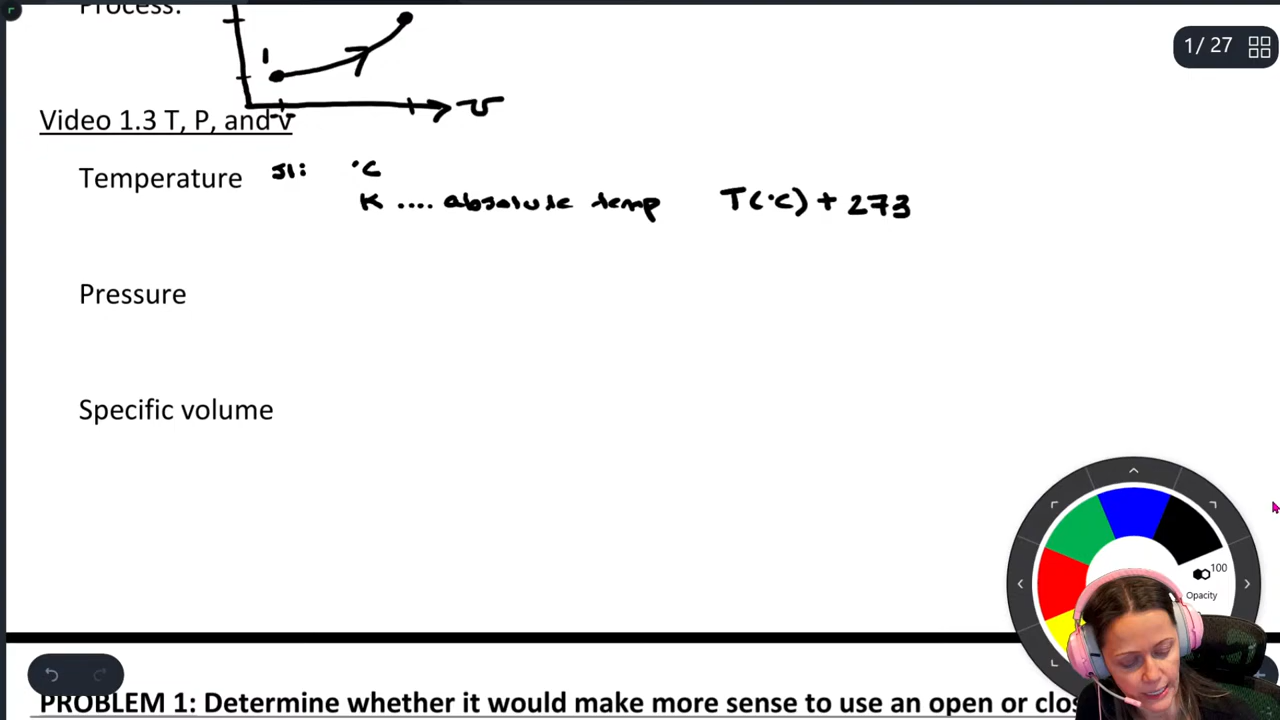 Process:
1/ 27
1
v
Video 1.3 T, P, and v
Temperature SI: °C
K .... absolute temp T(°C) + 273
Pressure
Specific volume
100
Opacity
PROBLEM 1: Determine whether it would make more sense to use an open or clos